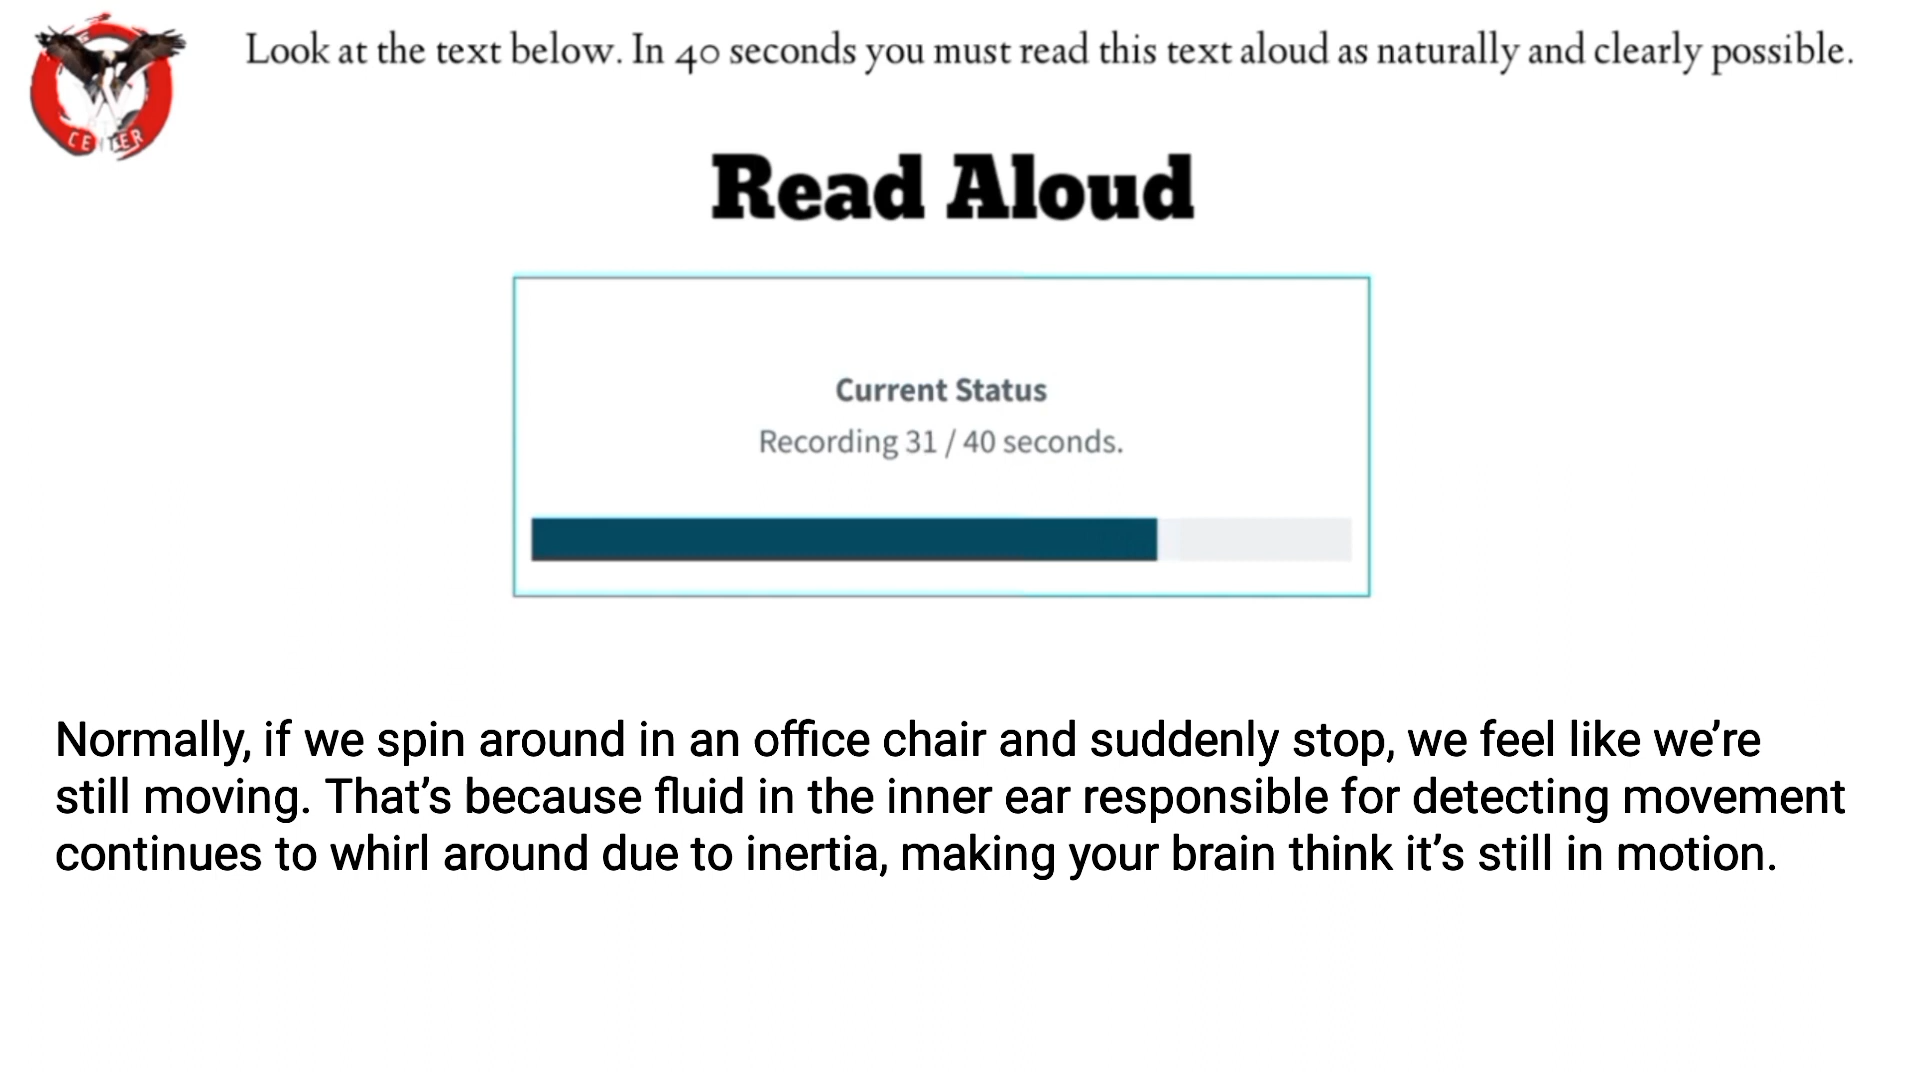 CENTER
Look at the text below. In 40 seconds you must read this text aloud as naturally and clearly possible.
Read Aloud
Current Status
Recording 31 / 40 seconds.
Normally, if we spin around in an office chair and suddenly stop, we feel like we’re
still moving. That’s because fluid in the inner ear responsible for detecting movement
continues to whirl around due to inertia, making your brain think it’s still in motion.